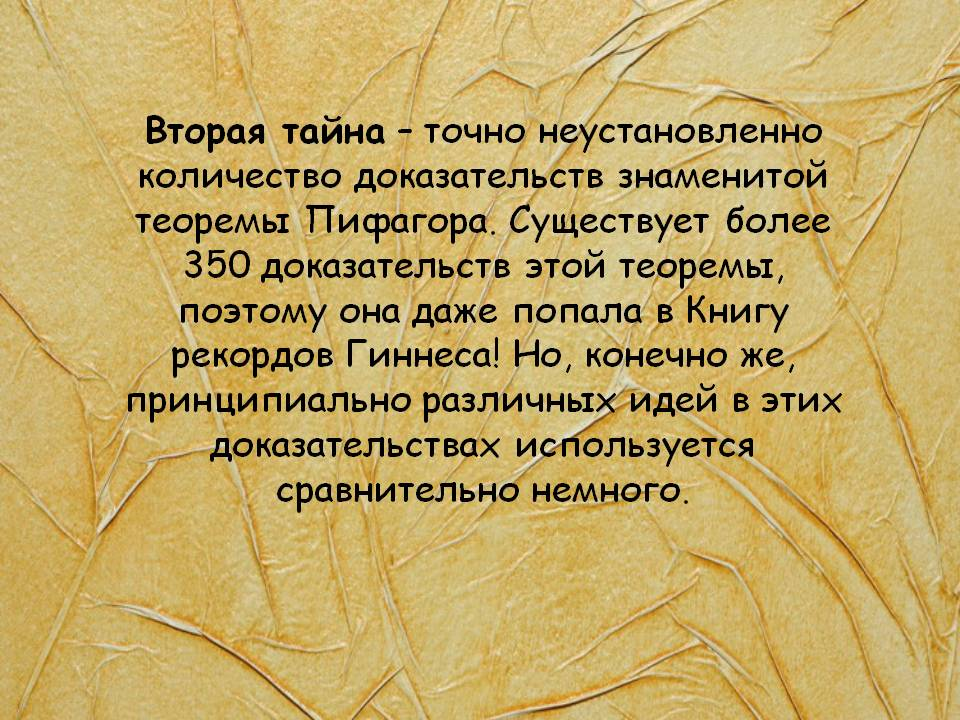 Вторая тайна – точно неустановленно
количество доказательств знаменитой
теоремы Пифагора. Существует более
350 доказательств этой теоремы,
поэтому она даже попала в Книгу
рекордов Гиннеса! Но, конечно же,
принципиально различных идей в этих
доказательствах используется
сравнительно немного.